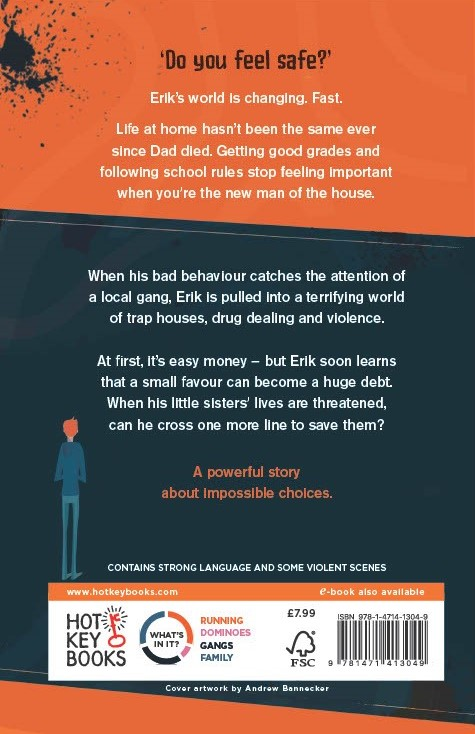 'Do you feel safe?'
Erik's world is changing. Fast.
Life at home hasn't been the same ever
since Dad died. Getting good grades and
following school rules stop feeling important
when you're the new man of the house.
When his bad behaviour catches the attention of
a local gang, Erik is pulled into a terrifying world
of trap houses, drug dealing and violence.
At first, it's easy money – but Erik soon learns
that a small favour can become a huge debt.
When his little sisters' lives are threatened,
can he cross one more line to save them?
A powerful story
about impossible choices.
CONTAINS STRONG LANGUAGE AND SOME VIOLENT SCENES
www.hotkeybooks.com
e-book also available
HOT
KEY
BOOKS
WHAT'S
IN IT?
RUNNING
DOMINOES
GANGS
FAMILY
£7.99
FSC
ISBN 978-1-4714-1304-9
9 781471 413049
Cover artwork by Andrew Bannecker